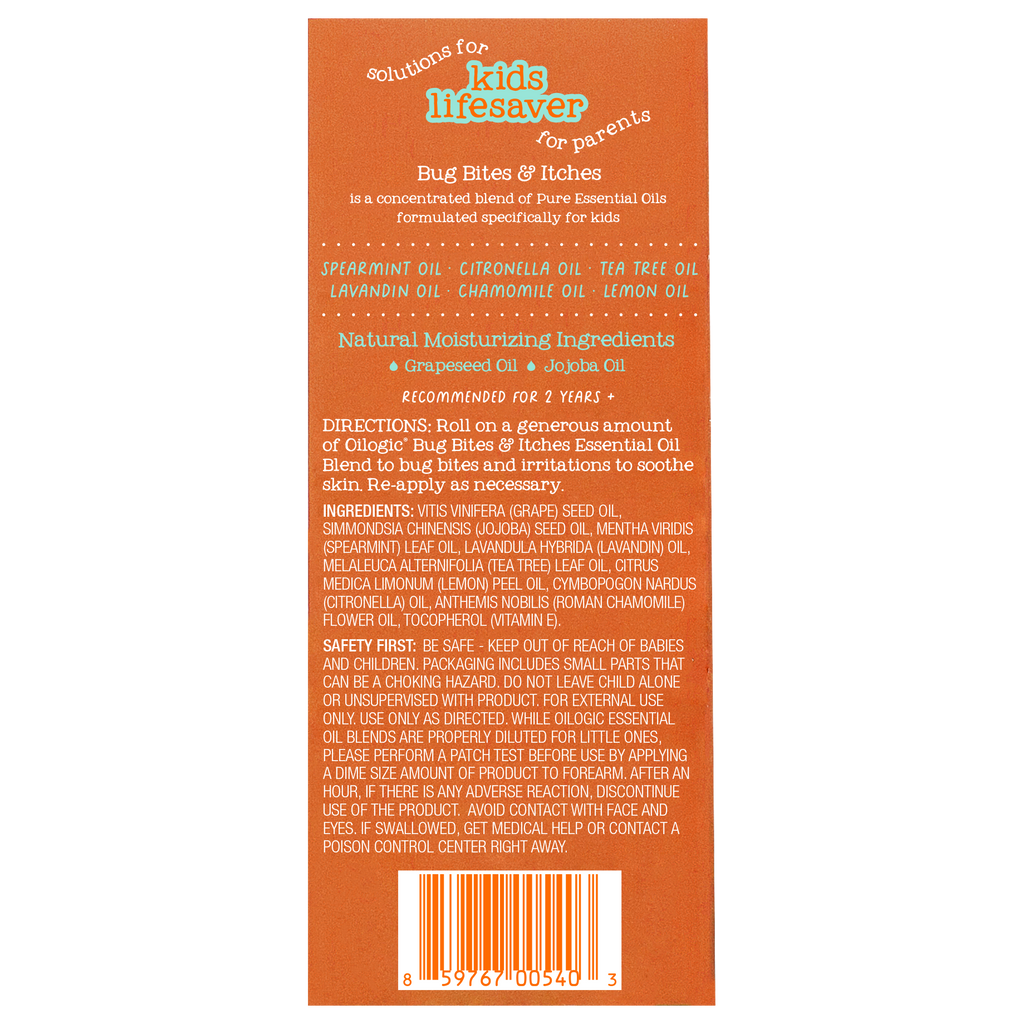 solutions for
kids
lifesaver
for parents
Bug Bites & Itches
is a concentrated blend of Pure Essential Oils
formulated specifically for kids
SPEARMINT OIL · CITRONELLA OIL · TEA TREE OIL
LAVANDIN OIL · CHAMOMILE OIL · LEMON OIL
Natural Moisturizing Ingredients
Grapeseed Oil Jojoba Oil
RECOMMENDED FOR 2 YEARS +
DIRECTIONS: Roll on a generous amount
of Oilogic® Bug Bites & Itches Essential Oil
Blend to bug bites and irritations to soothe
skin. Re-apply as necessary.
INGREDIENTS: VITIS VINIFERA (GRAPE) SEED OIL,
SIMMONDSIA CHINENSIS (JOJOBA) SEED OIL, MENTHA VIRIDIS
(SPEARMINT) LEAF OIL, LAVANDULA HYBRIDA (LAVANDIN) OIL,
MELALEUCA ALTERNIFOLIA (TEA TREE) LEAF OIL, CITRUS
MEDICA LIMONUM (LEMON) PEEL OIL, CYMBOPOGON NARDUS
(CITRONELLA) OIL, ANTHEMIS NOBILIS (ROMAN CHAMOMILE)
FLOWER OIL, TOCOPHEROL (VITAMIN E).
SAFETY FIRST: BE SAFE - KEEP OUT OF REACH OF BABIES
AND CHILDREN. PACKAGING INCLUDES SMALL PARTS THAT
CAN BE A CHOKING HAZARD. DO NOT LEAVE CHILD ALONE
OR UNSUPERVISED WITH PRODUCT. FOR EXTERNAL USE
ONLY. USE ONLY AS DIRECTED. WHILE OILOGIC ESSENTIAL
OIL BLENDS ARE PROPERLY DILUTED FOR LITTLE ONES,
PLEASE PERFORM A PATCH TEST BEFORE USE BY APPLYING
A DIME SIZE AMOUNT OF PRODUCT TO FOREARM. AFTER AN
HOUR, IF THERE IS ANY ADVERSE REACTION, DISCONTINUE
USE OF THE PRODUCT. AVOID CONTACT WITH FACE AND
EYES. IF SWALLOWED, GET MEDICAL HELP OR CONTACT A
POISON CONTROL CENTER RIGHT AWAY.
8 59767 00540 3